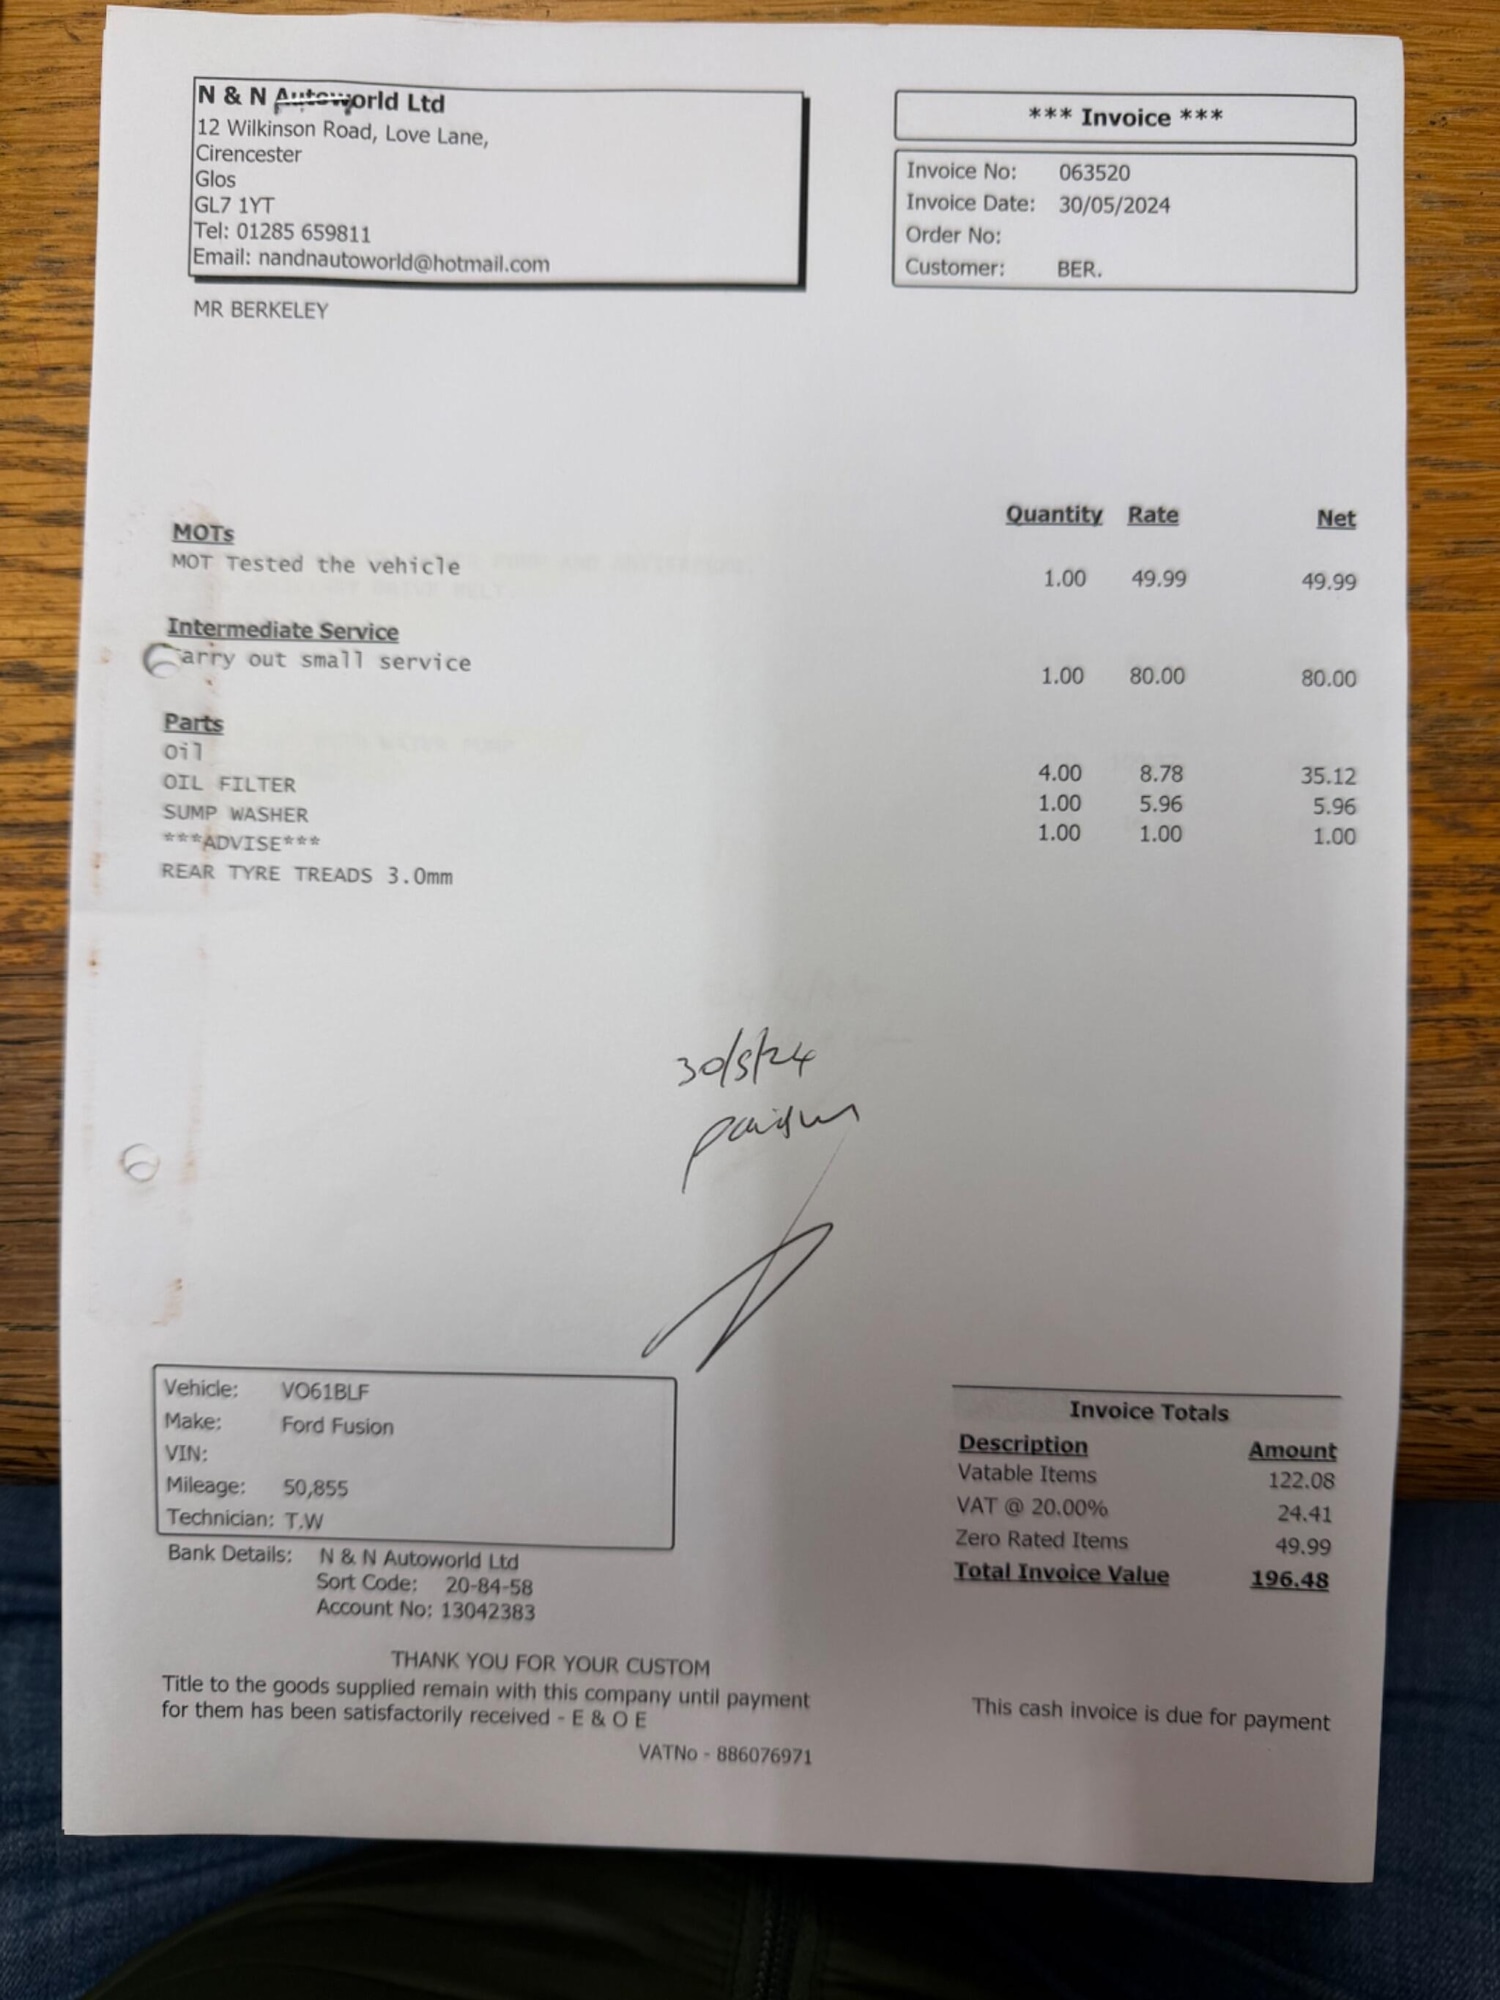 N & N Autoworld Ltd
12 Wilkinson Road, Love Lane,
Cirencester
Glos
GL7 1YT
Tel: 01285 659811
Email: nandnautoworld@hotmail.com
*** Invoice ***
Invoice No: 063520
Invoice Date: 30/05/2024
Order No:
Customer: BER.
MR BERKELEY
Quantity Rate Net
MOTs
MOT Tested the vehicle 1.00 49.99 49.99
Intermediate Service
arry out small service 1.00 80.00 80.00
Parts
Oil 4.00 8.78 35.12
OIL FILTER 1.00 5.96 5.96
SUMP WASHER 1.00 1.00 1.00
***ADVISE***
REAR TYRE TREADS 3.0mm
30/5/24
Vehicle: VO61BLF
Make: Ford Fusion
VIN:
Mileage: 50,855
Technician: T.W
Bank Details: N & N Autoworld Ltd
Sort Code: 20-84-58
Account No: 13042383
Invoice Totals
Description Amount
Vatable Items 122.08
VAT @ 20.00% 24.41
Zero Rated Items 49.99
Total Invoice Value 196.48
THANK YOU FOR YOUR CUSTOM
Title to the goods supplied remain with this company until payment
for them has been satisfactorily received - E & O E
This cash invoice is due for payment
VATNo - 886076971